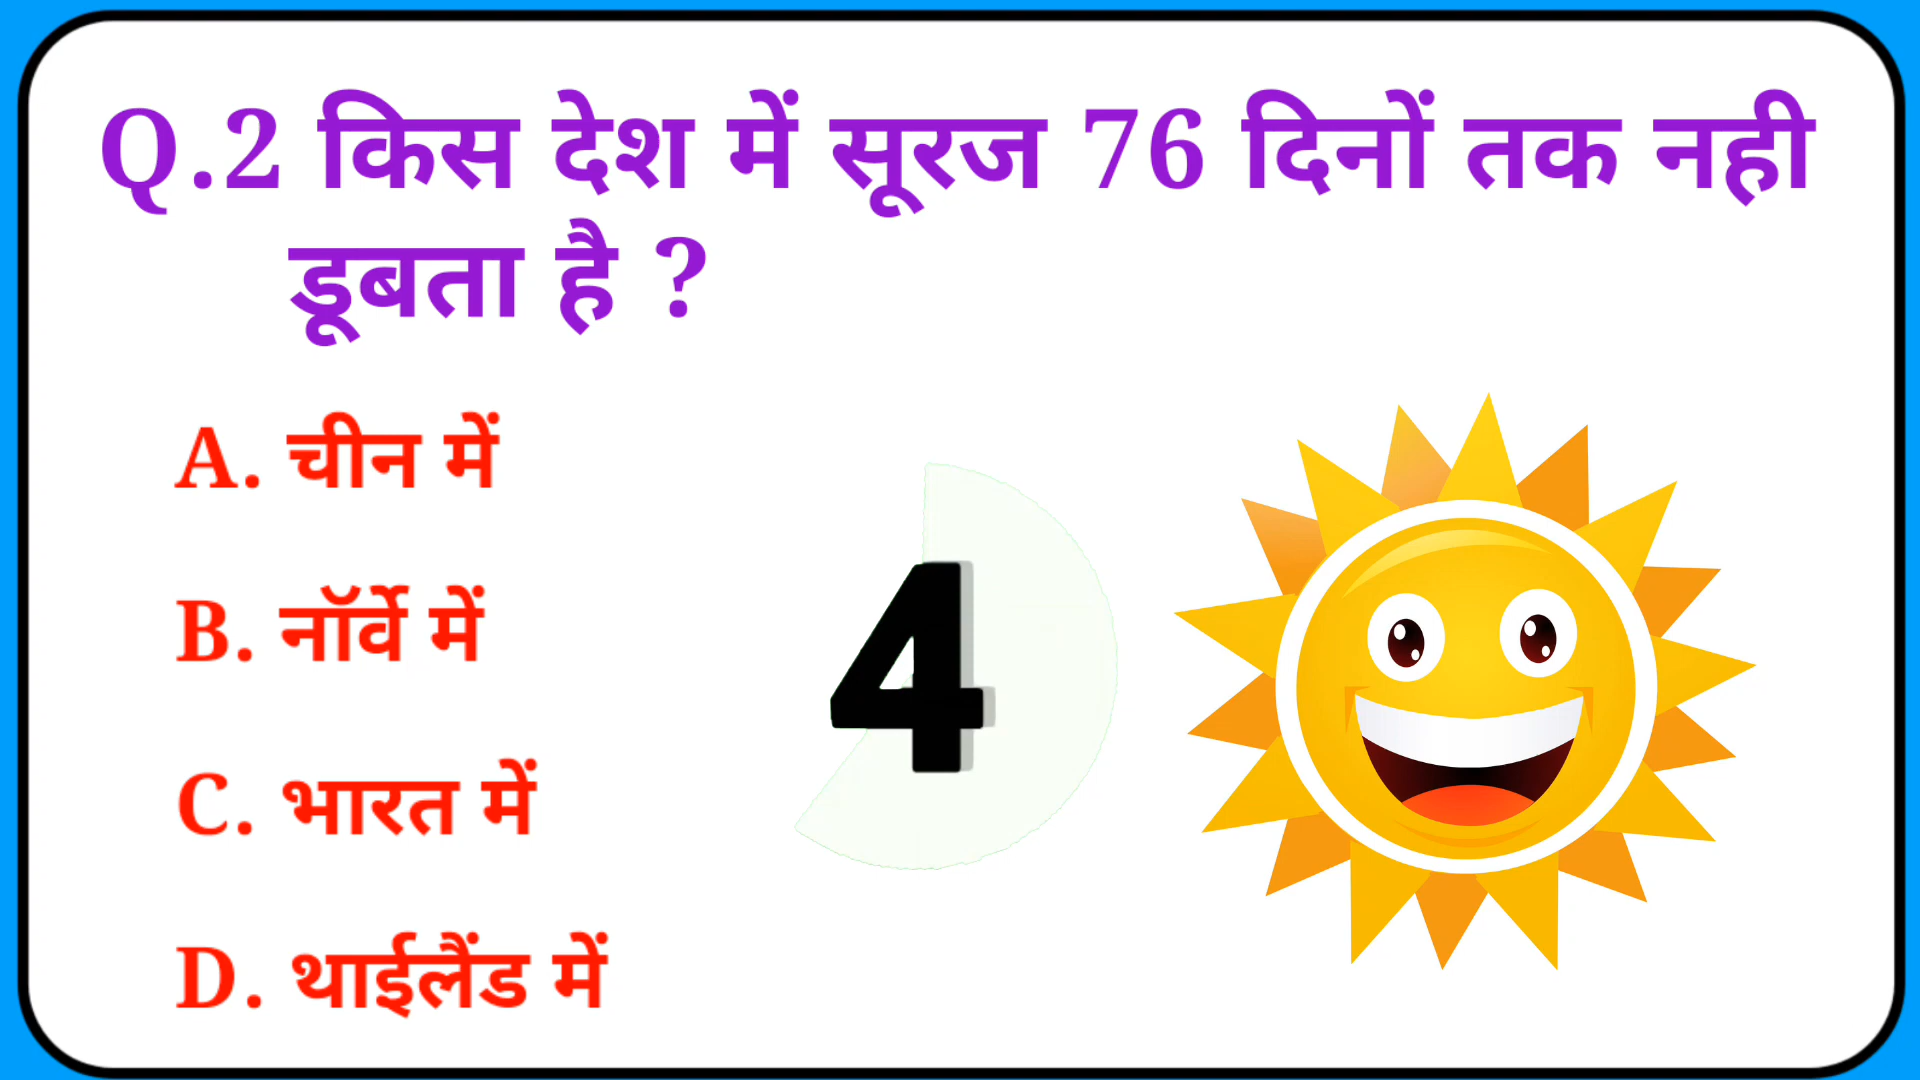 Q.2 किस देश में सूरज 76 दिनों तक नही
डूबता है ?
A. चीन में
B. नॉर्वे में
C. भारत में
D. थाईलैंड में
4